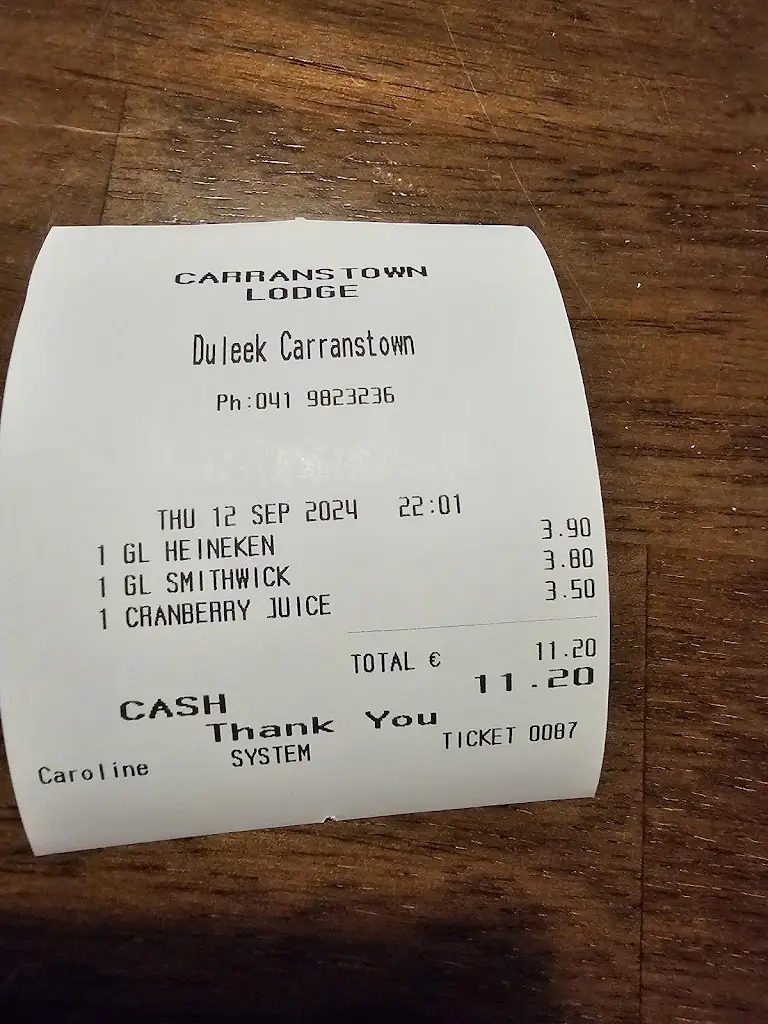 CARRANSTOWN
LODGE
Duleek Carranstown
Ph:041 9823236
THU 12 SEP 2024 22:01
1 GL HEINEKEN 3.90
1 GL SMITHWICK 3.80
1 CRANBERRY JUICE 3.50
TOTAL € 11.20
CASH 11.20
Thank You
Caroline SYSTEM TICKET 0087